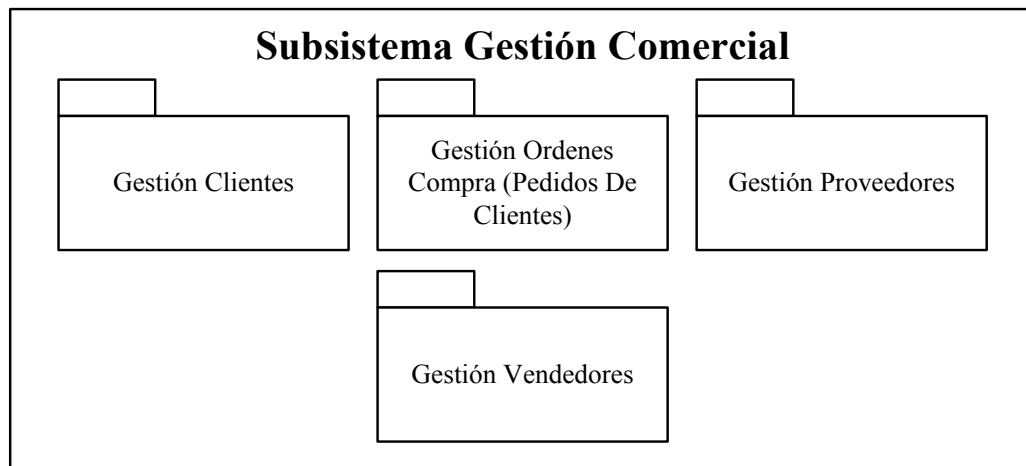 Subsistema Gestión Comercial
Gestión Clientes
Gestión Ordenes
Compra (Pedidos De
Clientes)
Gestión Proveedores
Gestión Vendedores